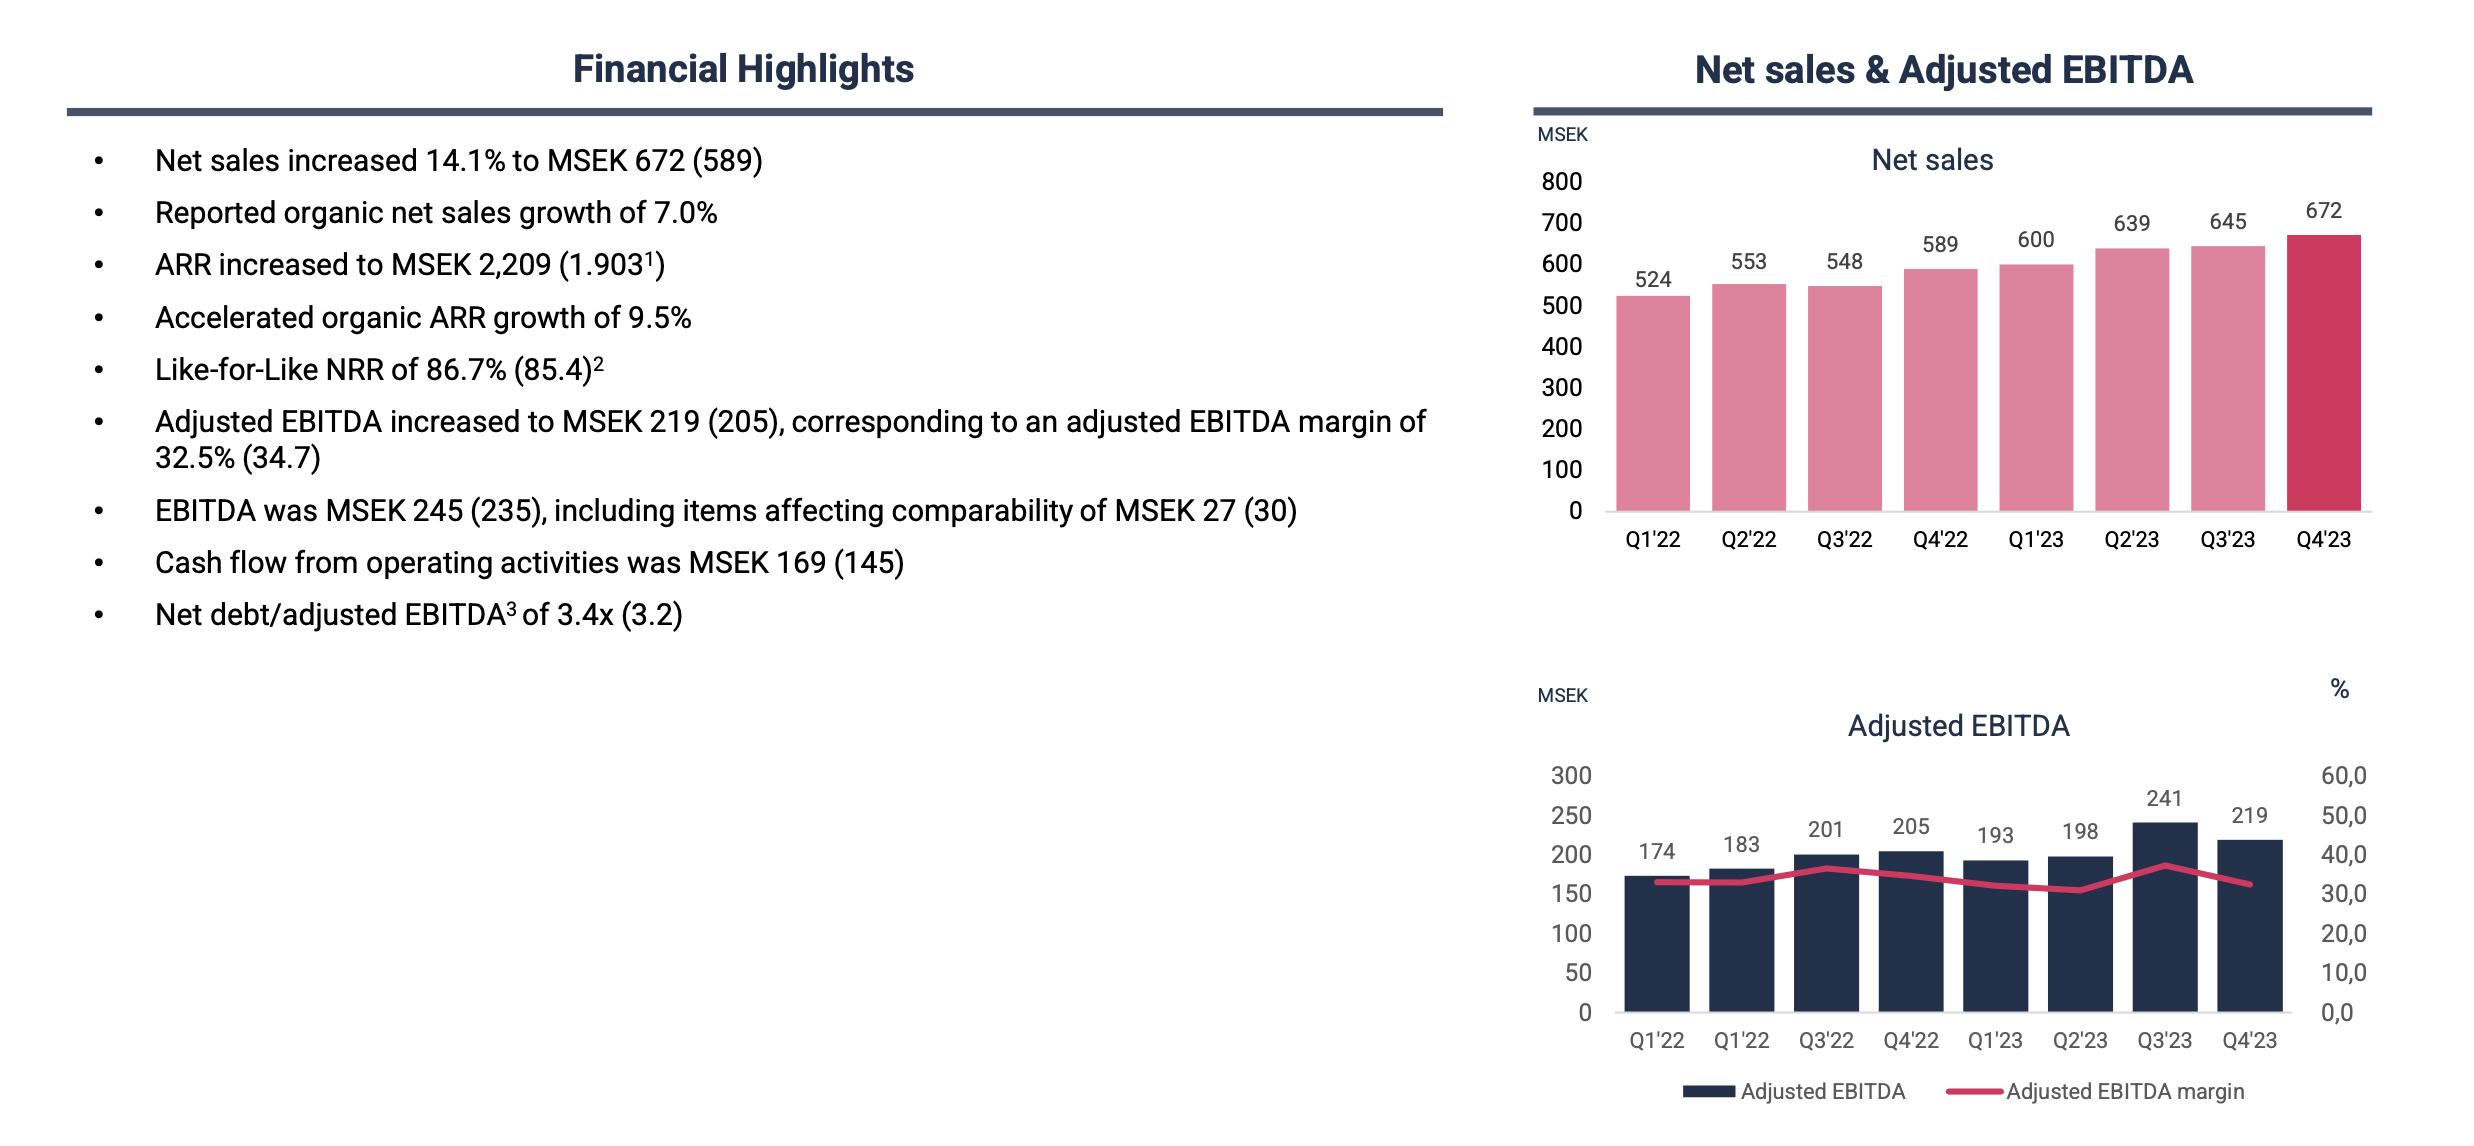 Financial Highlights
• Net sales increased 14.1% to MSEK 672 (589)
• Reported organic net sales growth of 7.0%
• ARR increased to MSEK 2,209 (1.903¹)
• Accelerated organic ARR growth of 9.5%
• Like-for-Like NRR of 86.7% (85.4)²
• Adjusted EBITDA increased to MSEK 219 (205), corresponding to an adjusted EBITDA margin of
32.5% (34.7)
• EBITDA was MSEK 245 (235), including items affecting comparability of MSEK 27 (30)
• Cash flow from operating activities was MSEK 169 (145)
• Net debt/adjusted EBITDA³ of 3.4x (3.2)
Net sales & Adjusted EBITDA
MSEK
Net sales
800
700
600
500
400
300
200
100
0
524 553 548 589 600 639 645 672
Q1'22 Q2'22 Q3'22 Q4'22 Q1'23 Q2'23 Q3'23 Q4'23
MSEK %
Adjusted EBITDA
300 60,0
250 50,0
200 40,0
150 30,0
100 20,0
50 10,0
0 0,0
174 183 201 205 193 198 241 219
Q1'22 Q1'22 Q3'22 Q4'22 Q1'23 Q2'23 Q3'23 Q4'23
Adjusted EBITDA Adjusted EBITDA margin